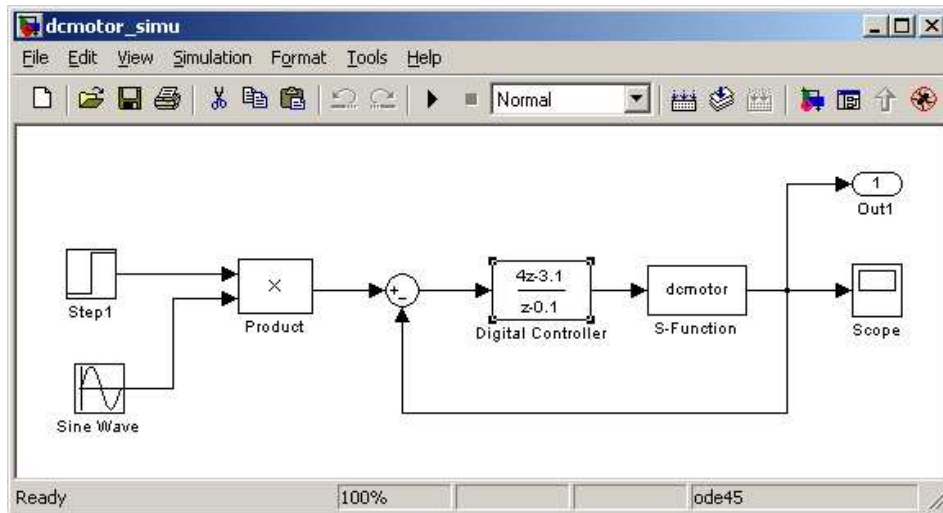 dcmotor_simu
File Edit View Simulation Format Tools Help
Normal
1
Out1
Step1
×
Product
+
−
4z-3.1
z-0.1
Digital Controller
dcmotor
S-Function
Scope
Sine Wave
Ready 100% ode45